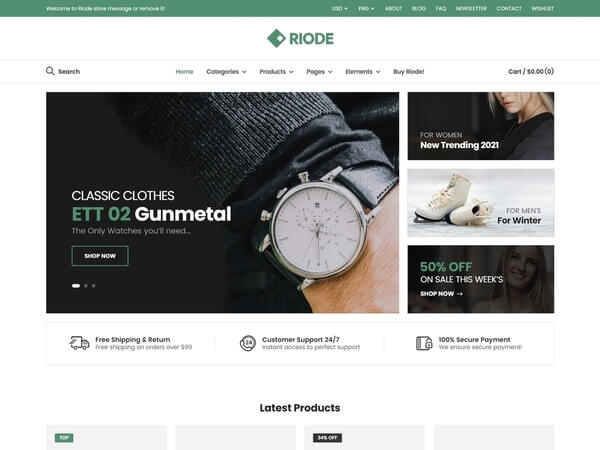 Welcome to Riode store message or remove it!
USD ENG ABOUT BLOG FAQ NEWSLETTER CONTACT WISHLIST
RIODE
Search
Home Categories Products Pages Elements Buy Riode!
Cart / $0.00 (0)
CLASSIC CLOTHES
ETT 02 Gunmetal
The Only Watches you'll need...
SHOP NOW
FOR WOMEN
New Trending 2021
FOR MEN'S
For Winter
50% OFF
ON SALE THIS WEEK'S
SHOP NOW →
Free Shipping & Return
Free shipping on orders over $99
24
Customer Support 24/7
Instant access to perfect support
100% Secure Payment
We ensure secure payment!
Latest Products
TOP
34% OFF